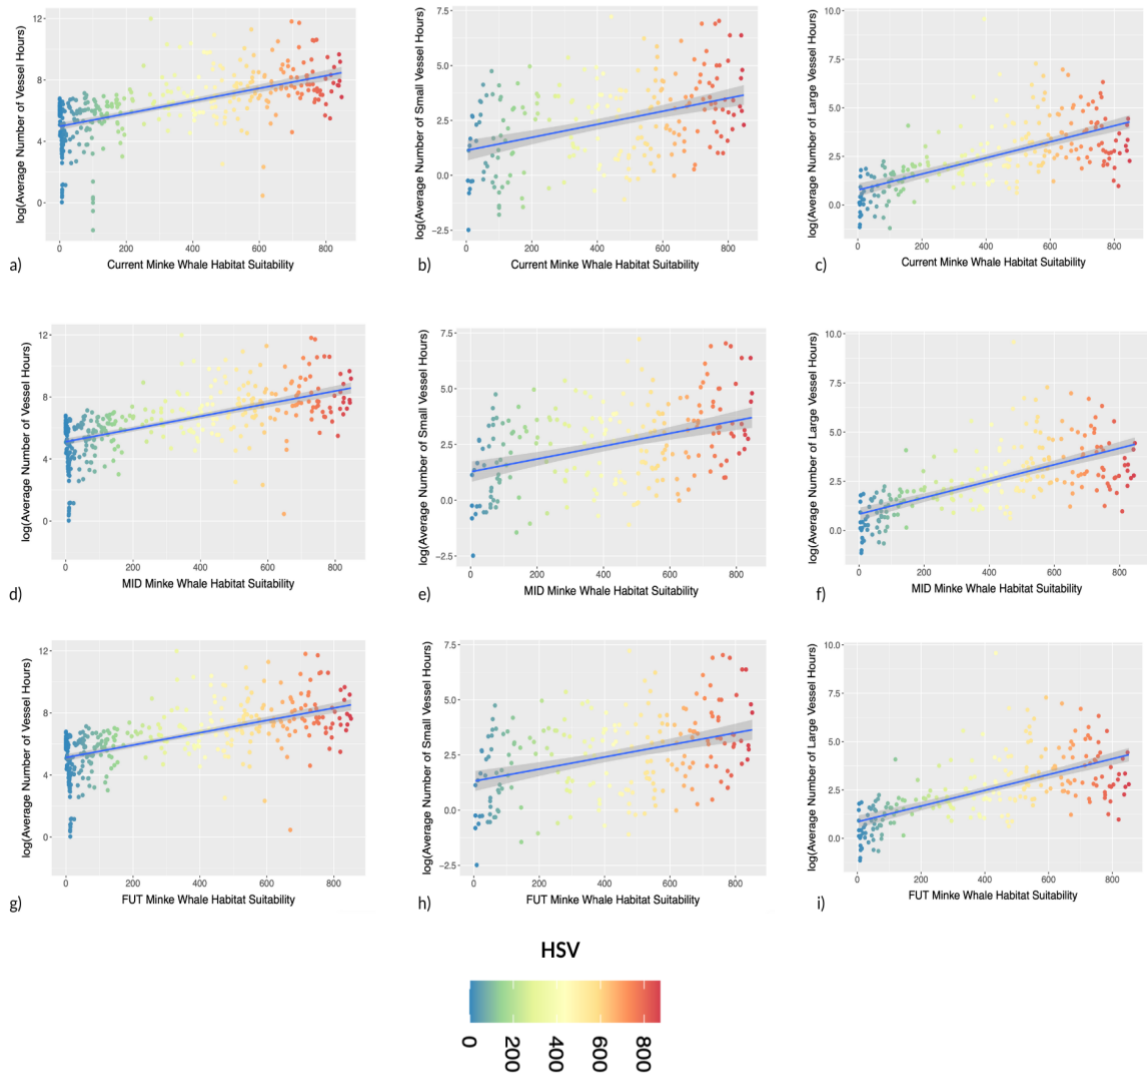 log(Average Number of Vessel Hours)
12
8
4
0
0 200 400 600 800
Current Minke Whale Habitat Suitability
a)
log(Average Number of Small Vessel Hours)
7.5
5.0
2.5
0.0
−2.5
0 200 400 600 800
Current Minke Whale Habitat Suitability
b)
log(Average Number of Large Vessel Hours)
10.0
7.5
5.0
2.5
0.0
0 200 400 600 800
Current Minke Whale Habitat Suitability
c)
log(Average Number of Vessel Hours)
12
8
4
0
0 200 400 600 800
MID Minke Whale Habitat Suitability
d)
log(Average Number of Small Vessel Hours)
7.5
5.0
2.5
0.0
−2.5
0 200 400 600 800
MID Minke Whale Habitat Suitability
e)
log(Average Number of Large Vessel Hours)
10.0
7.5
5.0
2.5
0.0
0 200 400 600 800
MID Minke Whale Habitat Suitability
f)
log(Average Number of Vessel Hours)
12
8
4
0
0 200 400 600 800
FUT Minke Whale Habitat Suitability
g)
log(Average Number of Small Vessel Hours)
7.5
5.0
2.5
0.0
−2.5
0 200 400 600 800
FUT Minke Whale Habitat Suitability
h)
log(Average Number of Large Vessel Hours)
10.0
7.5
5.0
2.5
0.0
0 200 400 600 800
FUT Minke Whale Habitat Suitability
i)
HSV
0 200 400 600 800